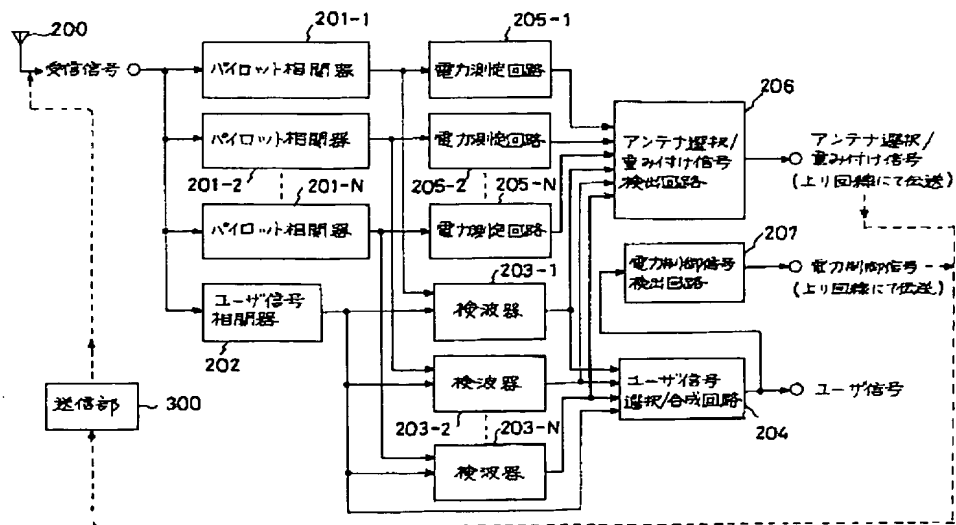 200
受信信号
201-1
パイロット相関器
パイロット相関器
201-2
201-N
パイロット相関器
ユーザ信号
相関器
202
205-1
電力測定回路
電力測定回路
205-2
205-N
電力測定回路
203-1
検波器
検波器
203-2
203-N
検波器
206
アンテナ選択/
重み付け信号
検出回路
アンテナ選択/
重み付け信号
(上り回線にて伝送)
207
電力制御信号
検出回路
電力制御信号
(上り回線にて伝送)
ユーザ信号
選択/合成回路
204
ユーザ信号
送信部
300